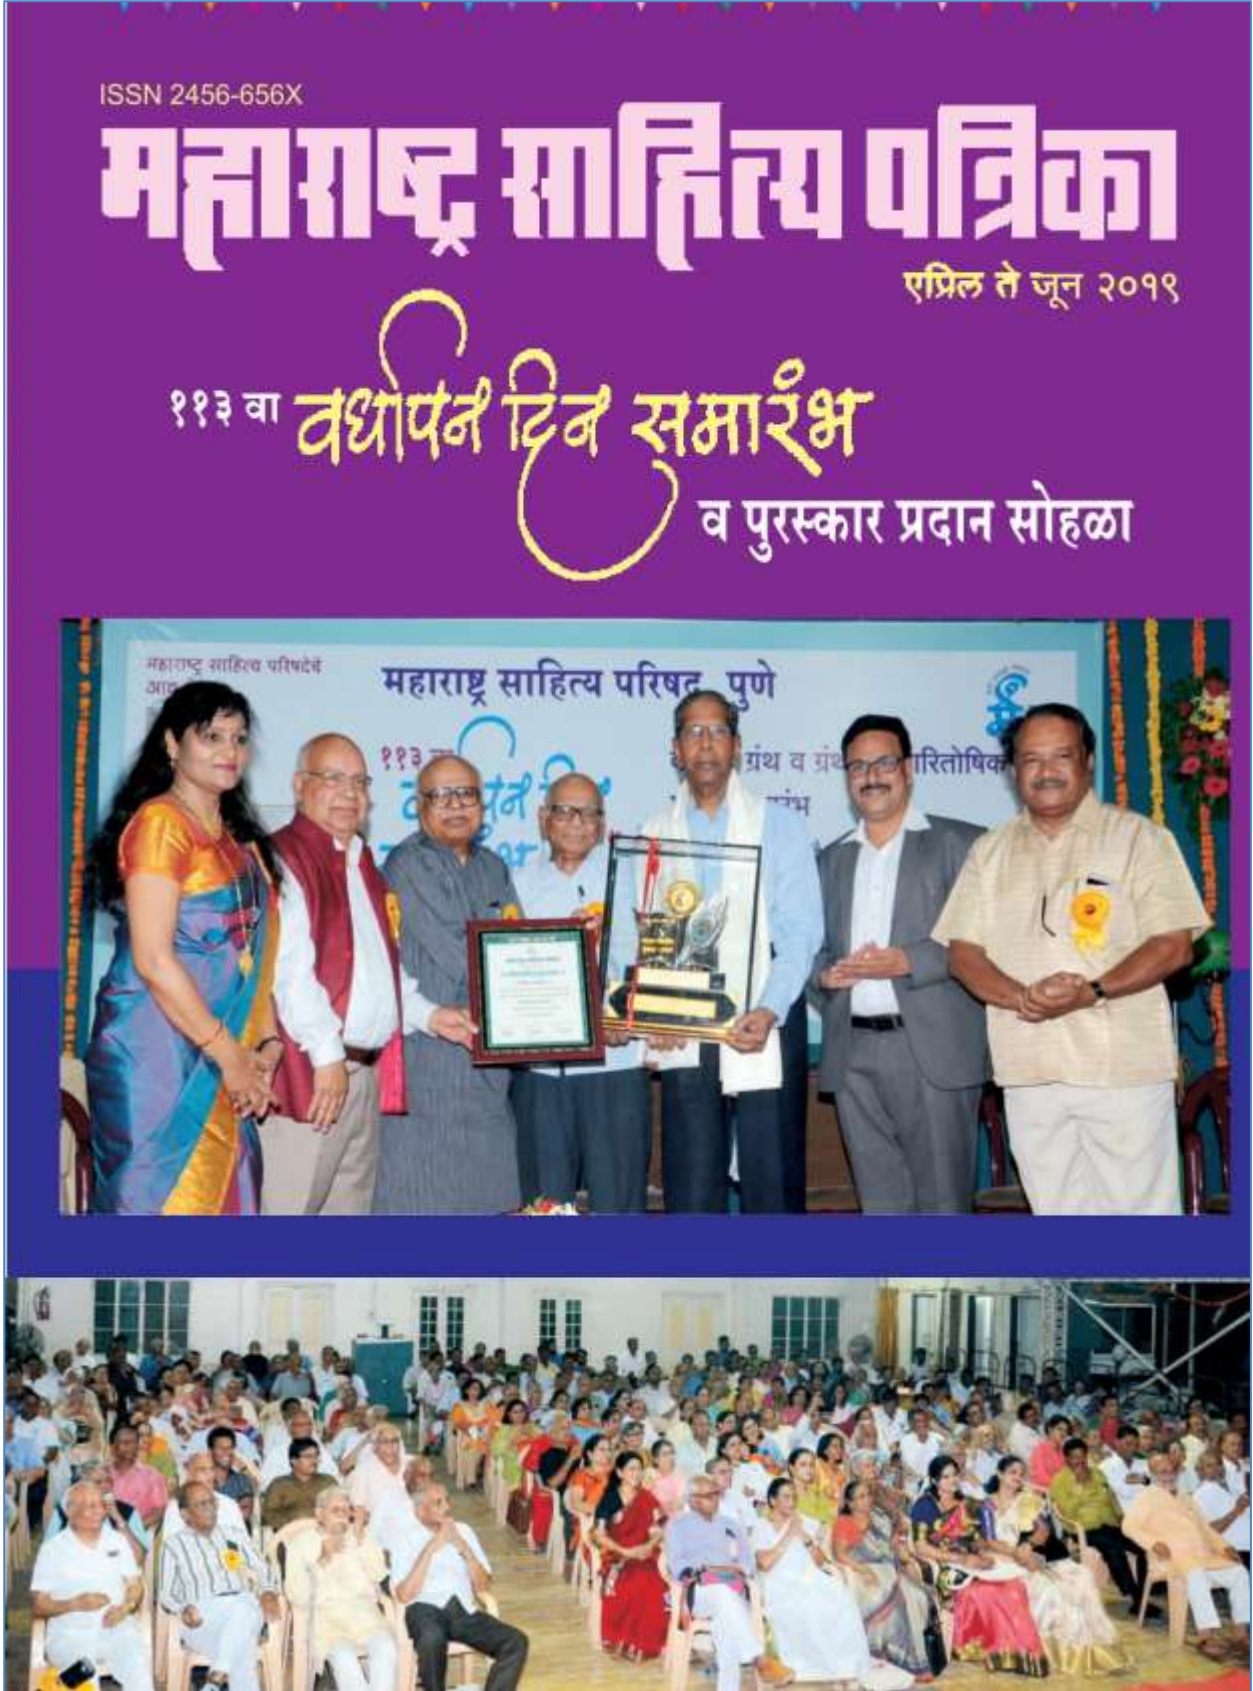 ISSN 2456-656X
महाराष्ट्र साहित्य पत्रिका
एप्रिल ते जून २०१९
११३ वा वर्धापन दिन समारंभ
व पुरस्कार प्रदान सोहळा
महाराष्ट्र साहित्य परिषदेचे
महाराष्ट्र साहित्य परिषद, पुणे
११३ वा
ग्रंथ व ग्रंथ